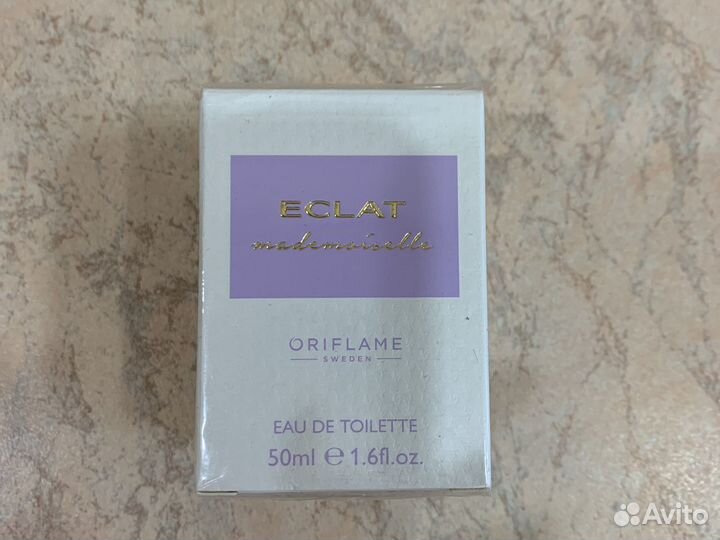 ECLAT
mademoiselle
ORIFLAME
SWEDEN
EAU DE TOILETTE
50ml ℮ 1.6fl.oz.
Avito